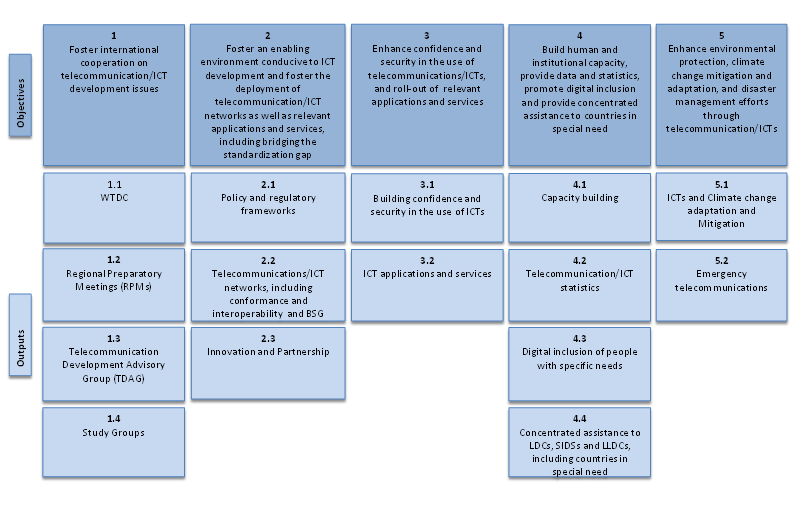 Objectives
1
Foster international
cooperation on
telecommunication/ICT
development issues
2
Foster an enabling
environment conducive to ICT
development and foster the
deployment of
telecommunication/ICT
networks as well as relevant
applications and services,
including bridging the
standardization gap
3
Enhance confidence and
security in the use of
telecommunications/ICTs,
and roll-out of relevant
applications and services
4
Build human and
institutional capacity,
provide data and statistics,
promote digital inclusion
and provide concentrated
assistance to countries in
special need
5
Enhance environmental
protection, climate
change mitigation and
adaptation, and disaster
management efforts
through
telecommunication/ICTs
Outputs
1.1
WTDC
2.1
Policy and regulatory
frameworks
3.1
Building confidence and
security in the use of ICTs
4.1
Capacity building
5.1
ICTs and Climate change
adaptation and
Mitigation
1.2
Regional Preparatory
Meetings (RPMs)
2.2
Telecommunications/ICT
networks, including
conformance and
interoperability and BSG
3.2
ICT applications and services
4.2
Telecommunication/ICT
statistics
5.2
Emergency
telecommunications
1.3
Telecommunication
Development Advisory
Group (TDAG)
2.3
Innovation and Partnership
4.3
Digital inclusion of people
with specific needs
1.4
Study Groups
4.4
Concentrated assistance to
LDCs, SIDSs and LLDCs,
including countries in
special need